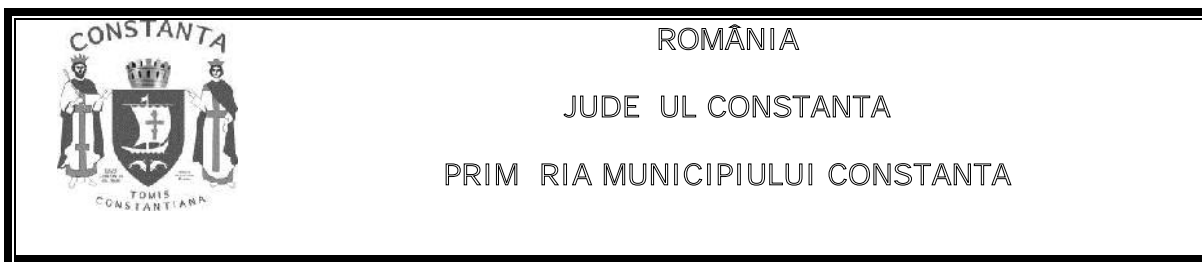 CONSTANTA
TOMIS
CONSTANTIANA
ROMÂNIA
JUDE UL CONSTANTA
PRIM RIA MUNICIPIULUI CONSTANTA